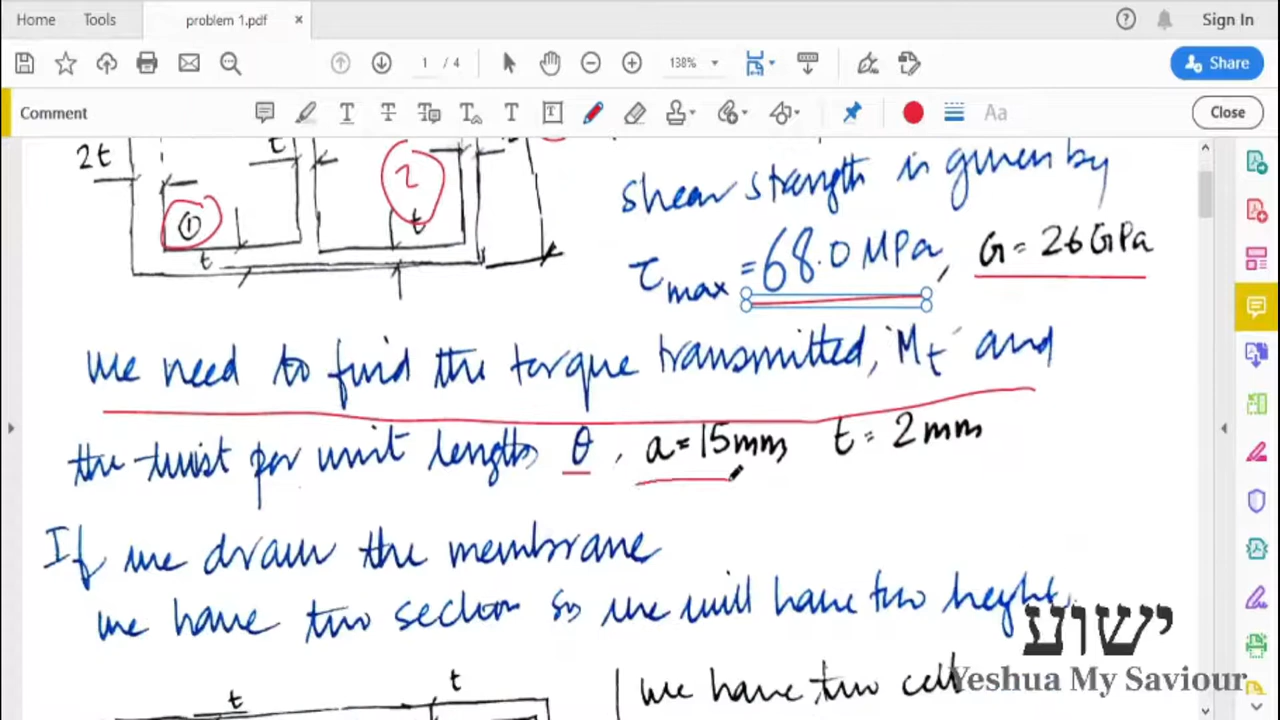 Home Tools problem 1.pdf × Sign In
1 / 4 138% Share
Comment Aa Close
2t
t
1
2
t
t
shear strength is given by
τmax = 68.0 MPa, G = 26 GPa
we need to find the torque transmitted, 'Mt' and
the twist per unit length, θ, a = 15mm, t = 2mm
If we draw the membrane
we have two section so we will have two height,
ישוע
Yeshua My Saviour
t
t
we have two cell